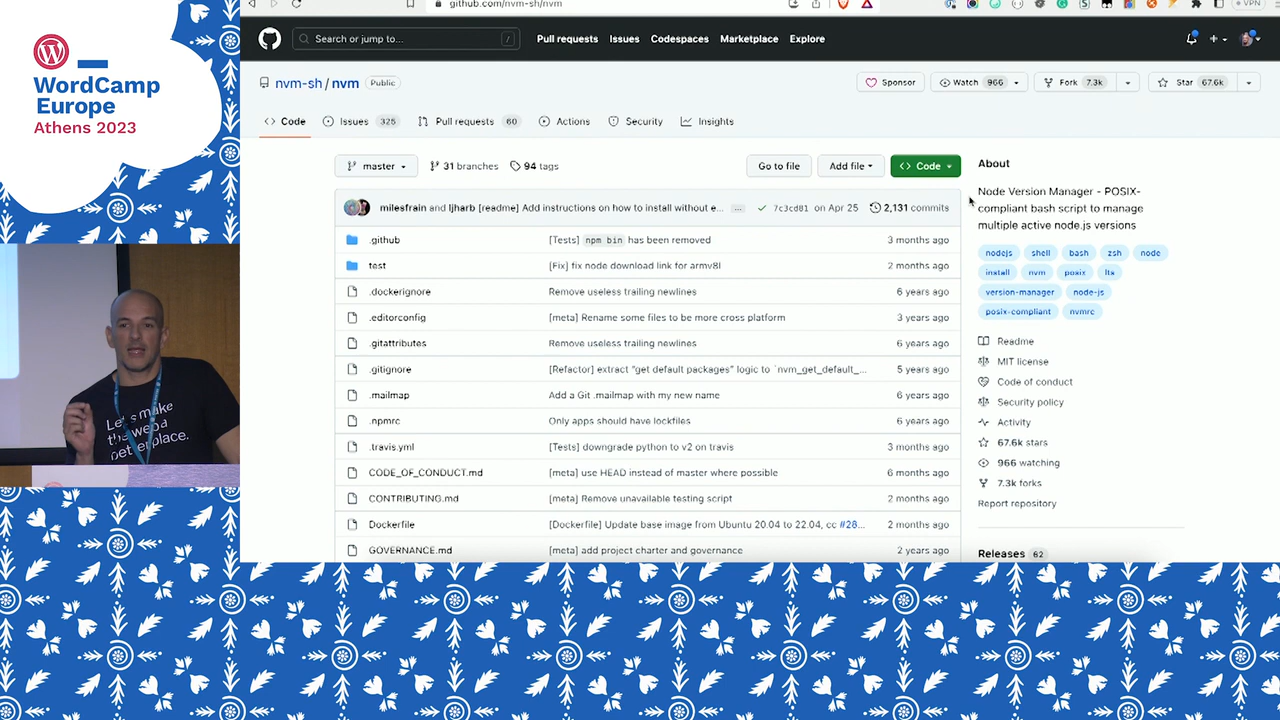 WordCamp
Europe
Athens 2023
Let's make
the web a
better place.
github.com/nvm-sh/nvm
VPN
Search or jump to... /
Pull requests Issues Codespaces Marketplace Explore
nvm-sh / nvm Public
Sponsor Watch 966 Fork 7.3k Star 67.6k
Code Issues 325 Pull requests 60 Actions Security Insights
master 31 branches 94 tags Go to file Add file Code
milesfrain and ljharb [readme] Add instructions on how to install without e... ... 7c3cd81 on Apr 25 2,131 commits
.github [Tests] npm bin has been removed 3 months ago
test [Fix] fix node download link for armv8l 2 months ago
.dockerignore Remove useless trailing newlines 6 years ago
.editorconfig [meta] Rename some files to be more cross platform 3 years ago
.gitattributes Remove useless trailing newlines 6 years ago
.gitignore [Refactor] extract "get default packages" logic to `nvm_get_default_... 5 years ago
.mailmap Add a Git .mailmap with my new name 6 years ago
.npmrc Only apps should have lockfiles 6 years ago
.travis.yml [Tests] downgrade python to v2 on travis 3 months ago
CODE_OF_CONDUCT.md [meta] use HEAD instead of master where possible 6 months ago
CONTRIBUTING.md [meta] Remove unavailable testing script 2 months ago
Dockerfile [Dockerfile] Update base image from Ubuntu 20.04 to 22.04, cc #28... 2 months ago
GOVERNANCE.md [meta] add project charter and governance 2 years ago
About
Node Version Manager - POSIX-
compliant bash script to manage
multiple active node.js versions
nodejs shell bash zsh node
install nvm posix lts
version-manager node-js
posix-compliant nvmrc
Readme
MIT license
Code of conduct
Security policy
Activity
67.6k stars
966 watching
7.3k forks
Report repository
Releases 62